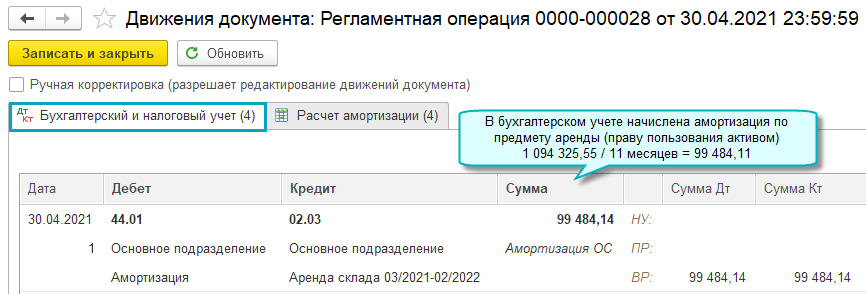 Движения документа: Регламентная операция 0000-000028 от 30.04.2021 23:59:59
Записать и закрыть Обновить
Ручная корректировка (разрешает редактирование движений документа)
Дт Кт Бухгалтерский и налоговый учет (4) Расчет амортизации (4)
В бухгалтерском учете начислена амортизация по
предмету аренды (праву пользования активом)
1 094 325,55 / 11 месяцев = 99 484,11
Дата Дебет Кредит Сумма Сумма Дт Сумма Кт
30.04.2021 44.01 02.03 99 484,14 НУ:
1 Основное подразделение Основное подразделение Амортизация ОС ПР:
Амортизация Аренда склада 03/2021-02/2022 ВР: 99 484,14 99 484,14